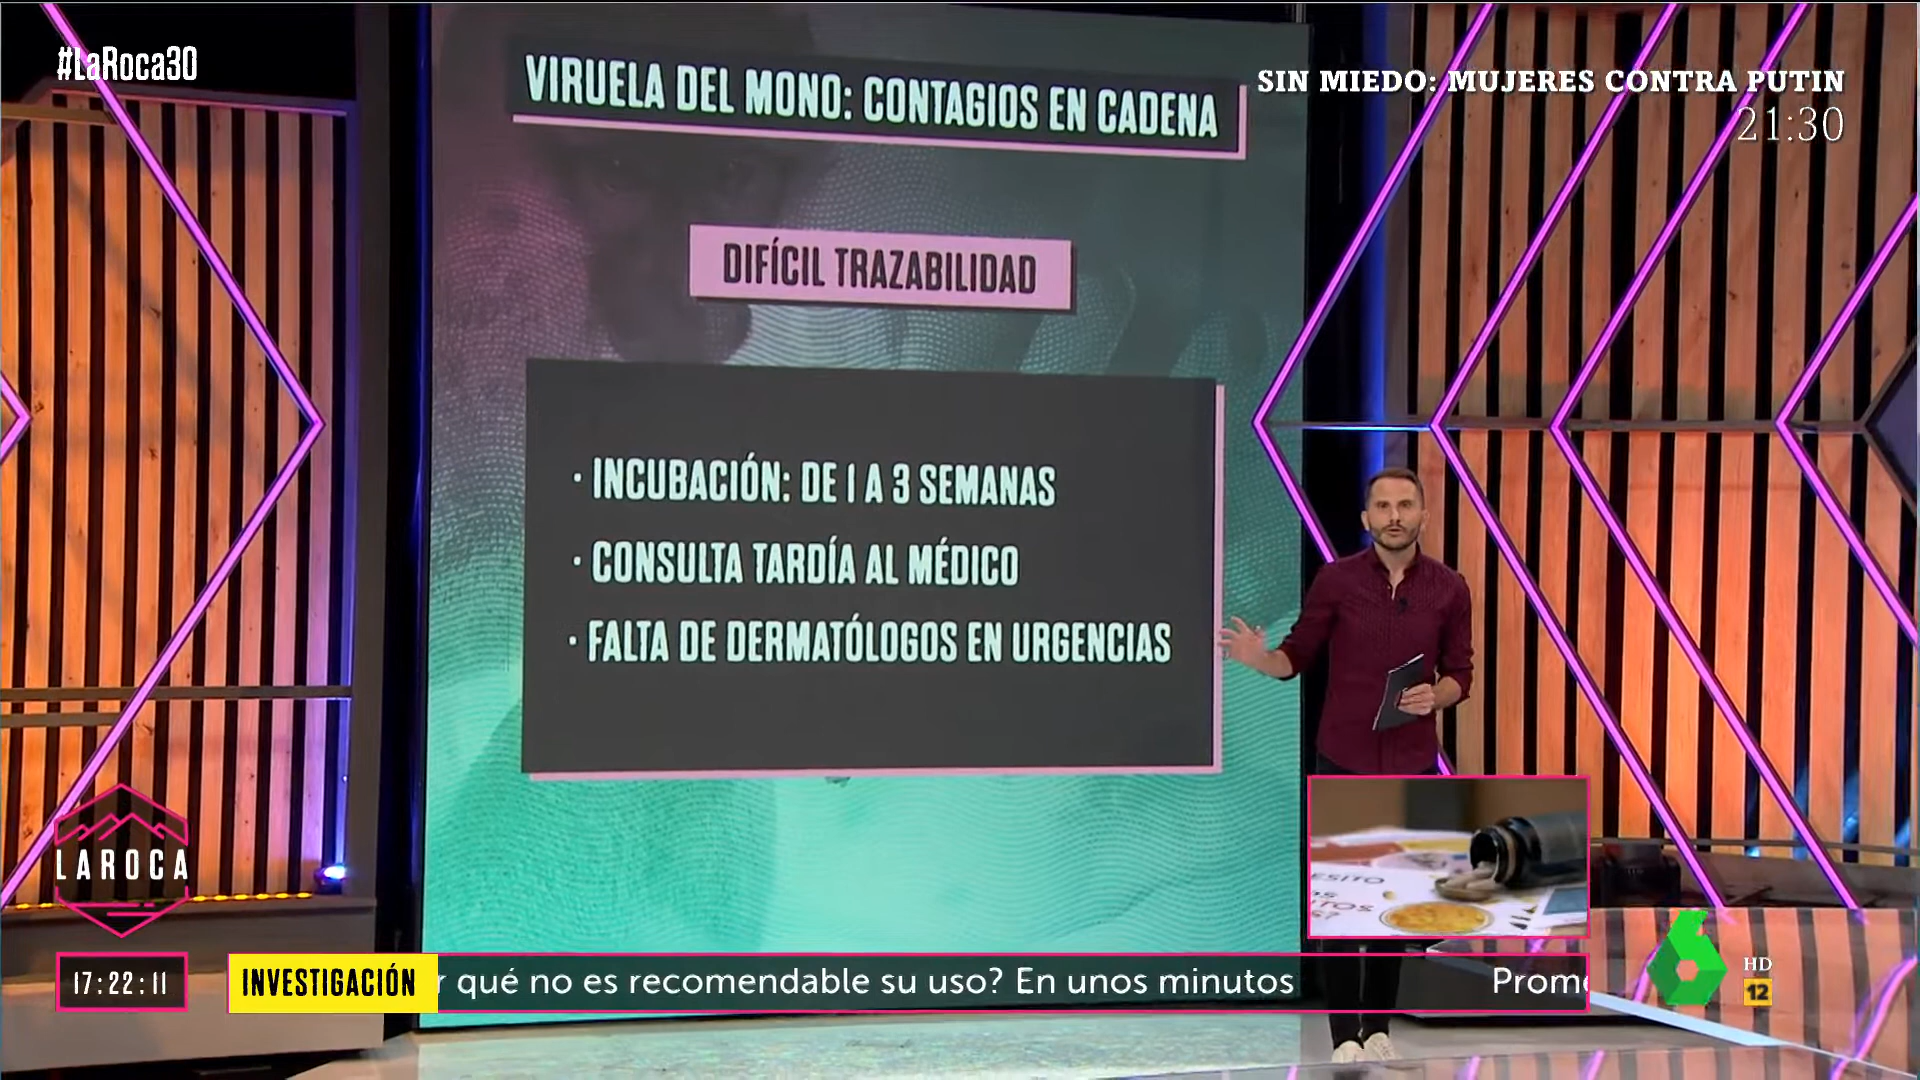 #LaRoca30
SIN MIEDO: MUJERES CONTRA PUTIN
21:30
VIRUELA DEL MONO: CONTAGIOS EN CADENA
DIFÍCIL TRAZABILIDAD
· INCUBACIÓN: DE 1 A 3 SEMANAS
· CONSULTA TARDÍA AL MÉDICO
· FALTA DE DERMATÓLOGOS EN URGENCIAS
LAROCA
17:22:11
INVESTIGACIÓN
r qué no es recomendable su uso? En unos minutos
Prome
6
HD
12